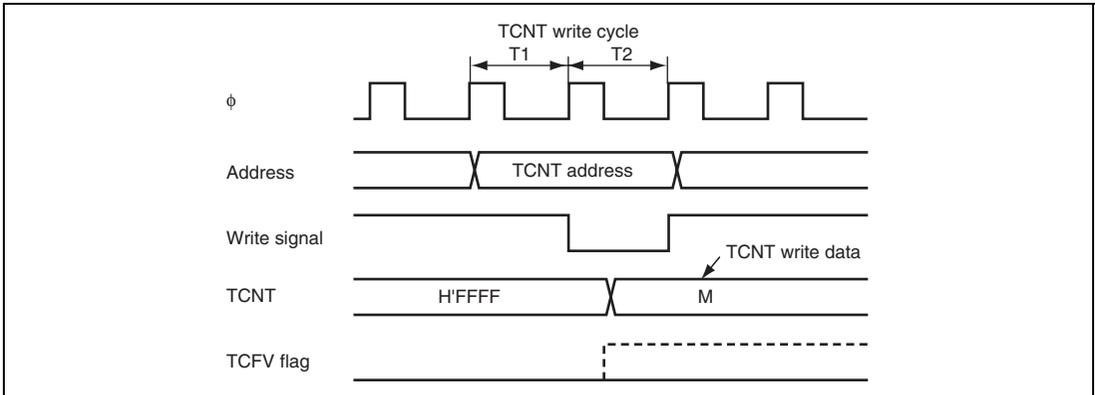 TCNT write cycle
T1 T2
ϕ
Address TCNT address
Write signal
TCNT write data
TCNT H'FFFF M
TCFV flag